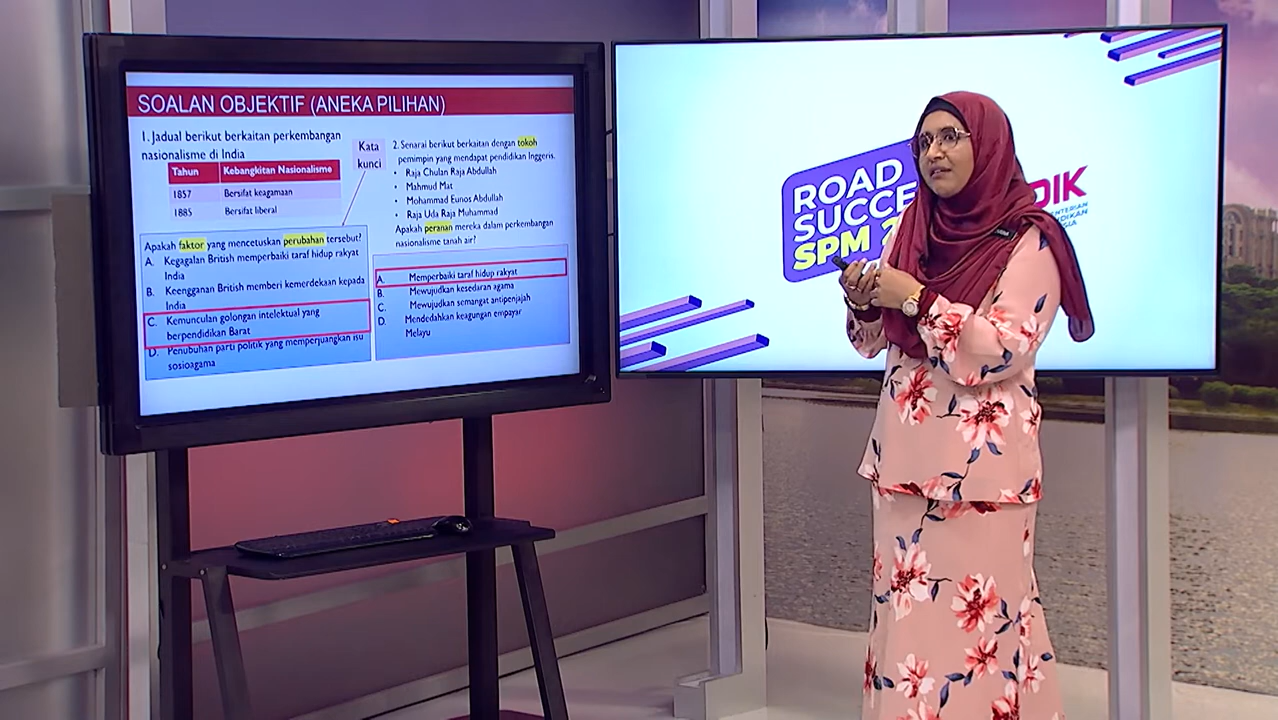 SOALAN OBJEKTIF (ANEKA PILIHAN)
1. Jadual berikut berkaitan perkembangan
nasionalisme di India
Tahun Kebangkitan Nasionalisme
1857 Bersifat keagamaan
1885 Bersifat liberal
Kata
kunci
Apakah faktor yang mencetuskan perubahan tersebut?
A. Kegagalan British memperbaiki taraf hidup rakyat
India
B. Keengganan British memberi kemerdekaan kepada
India
C. Kemunculan golongan intelektual yang
berpendidikan Barat
D. Penubuhan parti politik yang memperjuangkan isu
sosioagama
2. Senarai berikut berkaitan dengan tokoh
pemimpin yang mendapat pendidikan Inggeris.
• Raja Chulan Raja Abdullah
• Mahmud Mat
• Mohammad Eunos Abdullah
• Raja Uda Raja Muhammad
Apakah peranan mereka dalam perkembangan
nasionalisme tanah air?
A. Memperbaiki taraf hidup rakyat
B. Mewujudkan kesedaran agama
C. Mewujudkan semangat antipenjajah
D. Mendedahkan keagungan empayar
Melayu
ROAD
SUCCE
SPM 2
DIK